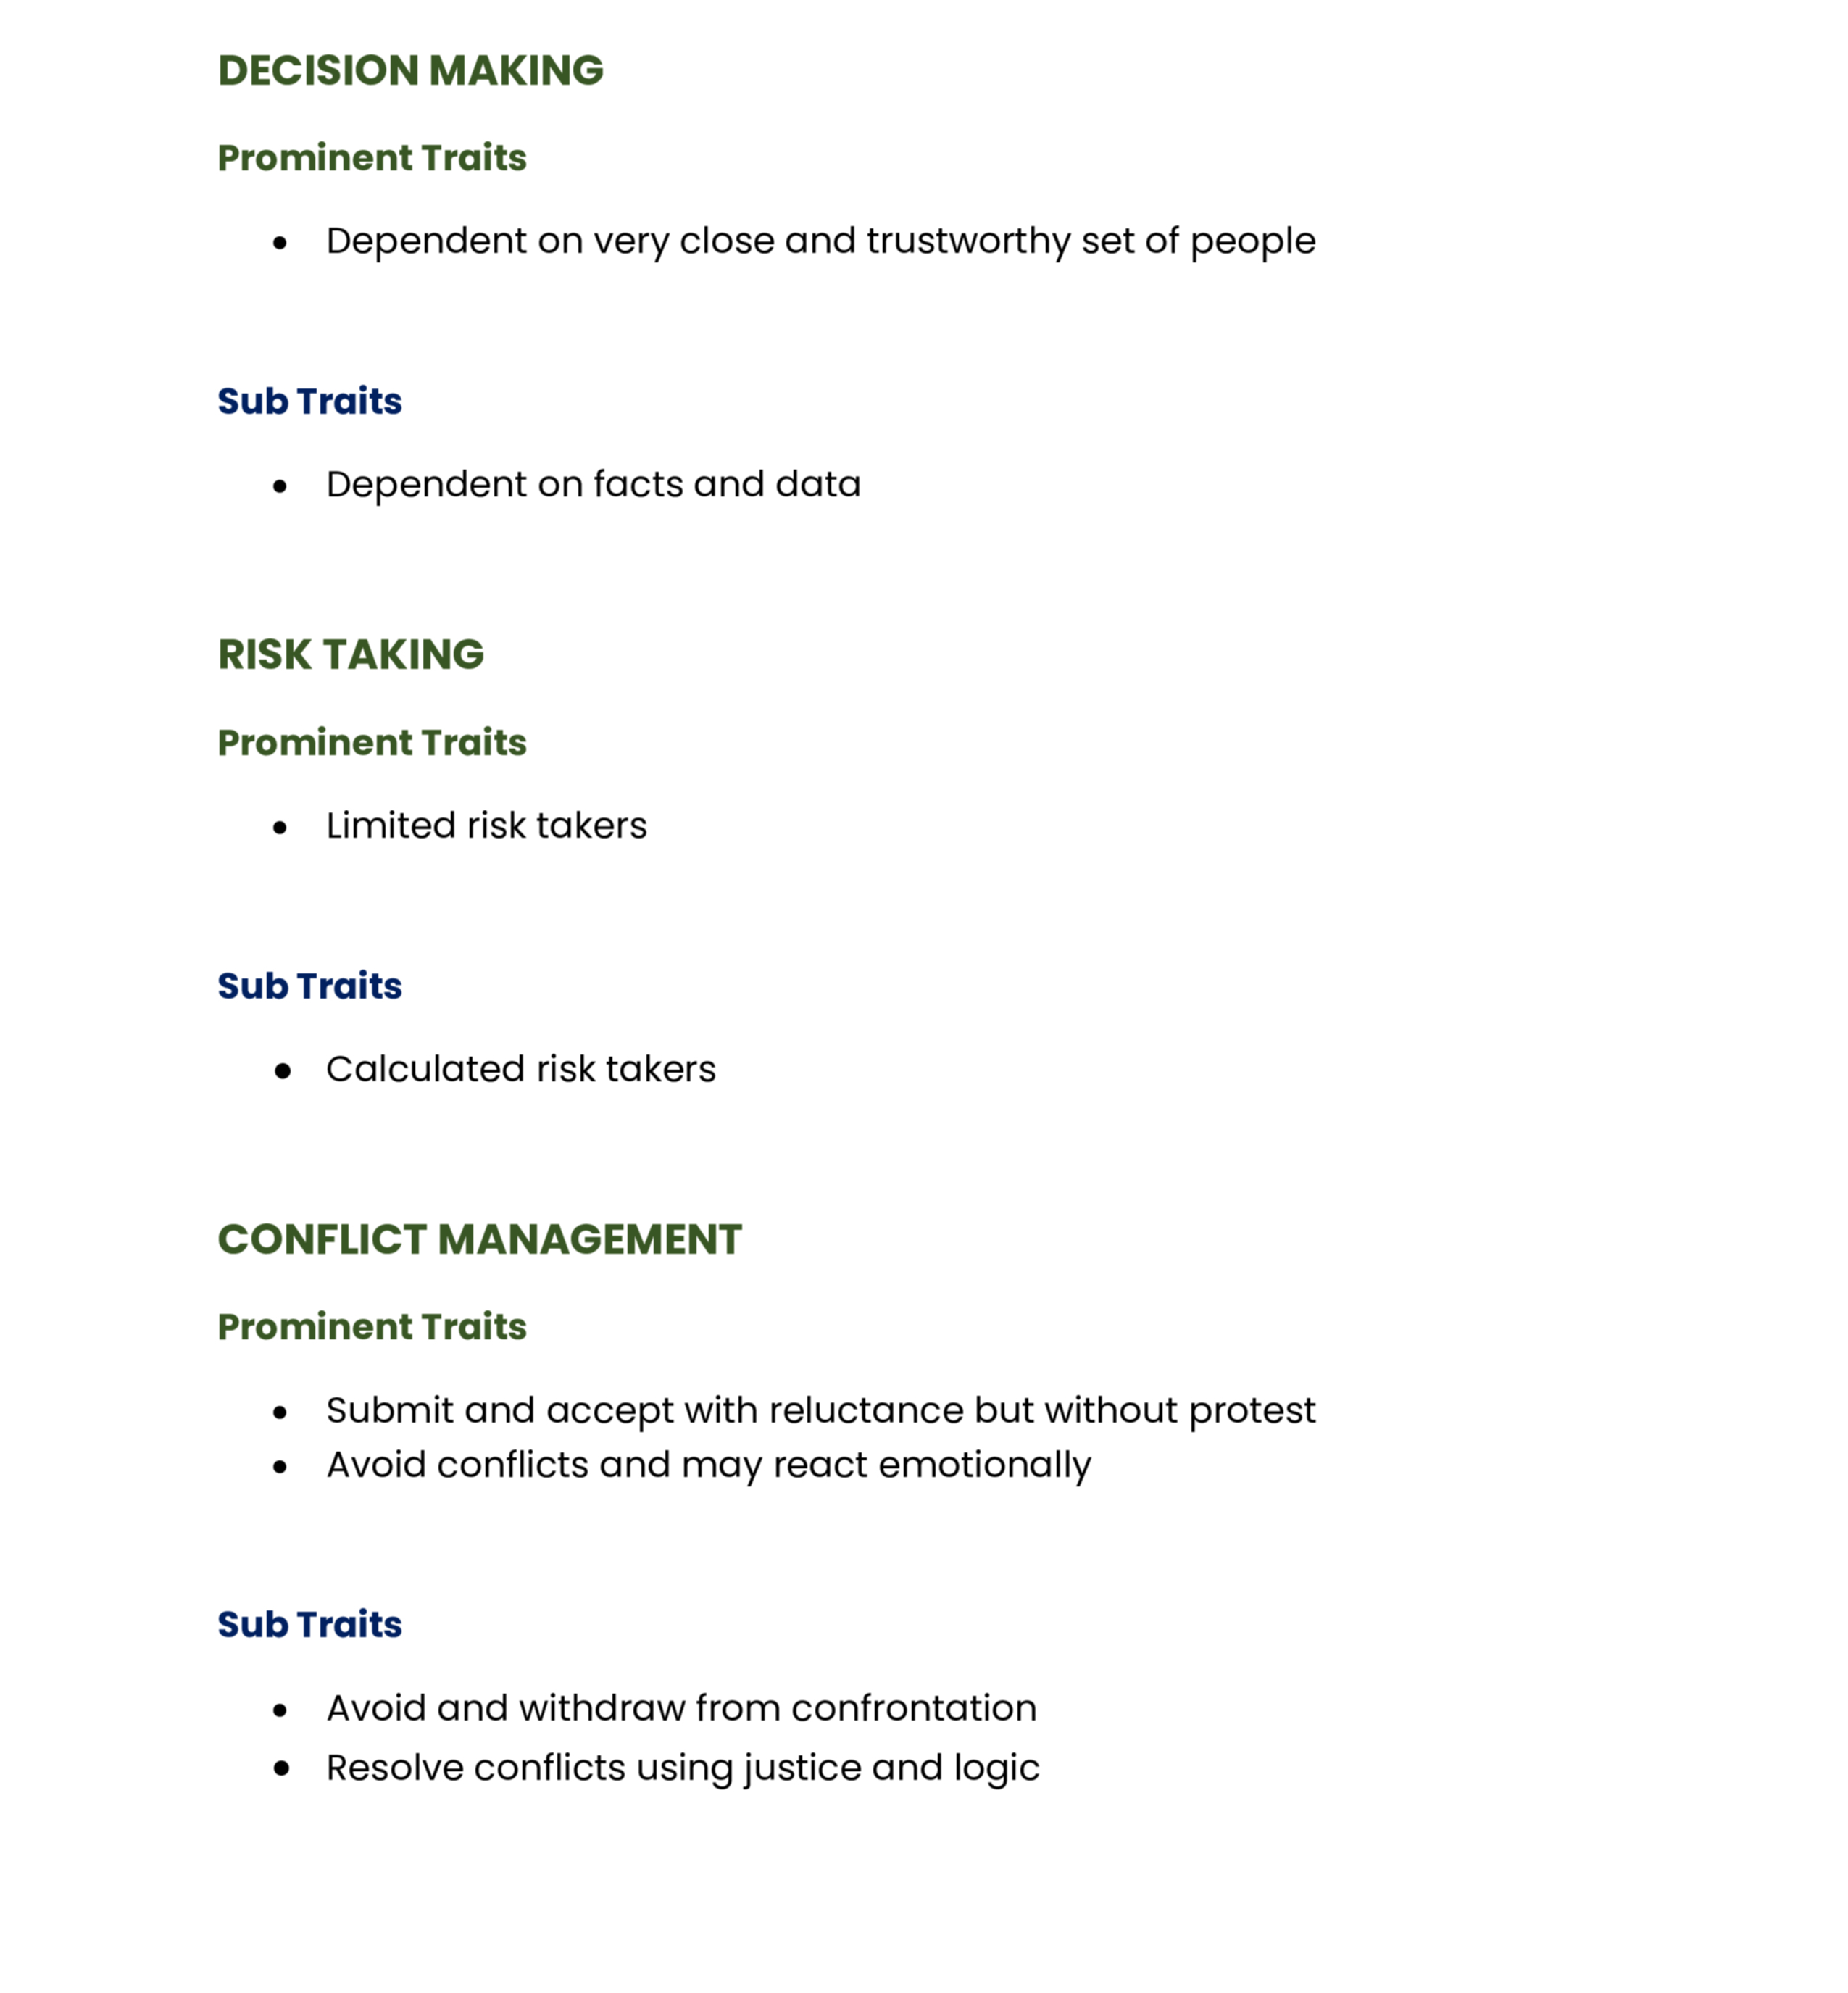 DECISION MAKING
Prominent Traits
● Dependent on very close and trustworthy set of people
Sub Traits
● Dependent on facts and data
RISK TAKING
Prominent Traits
● Limited risk takers
Sub Traits
● Calculated risk takers
CONFLICT MANAGEMENT
Prominent Traits
● Submit and accept with reluctance but without protest
● Avoid conflicts and may react emotionally
Sub Traits
● Avoid and withdraw from confrontation
● Resolve conflicts using justice and logic